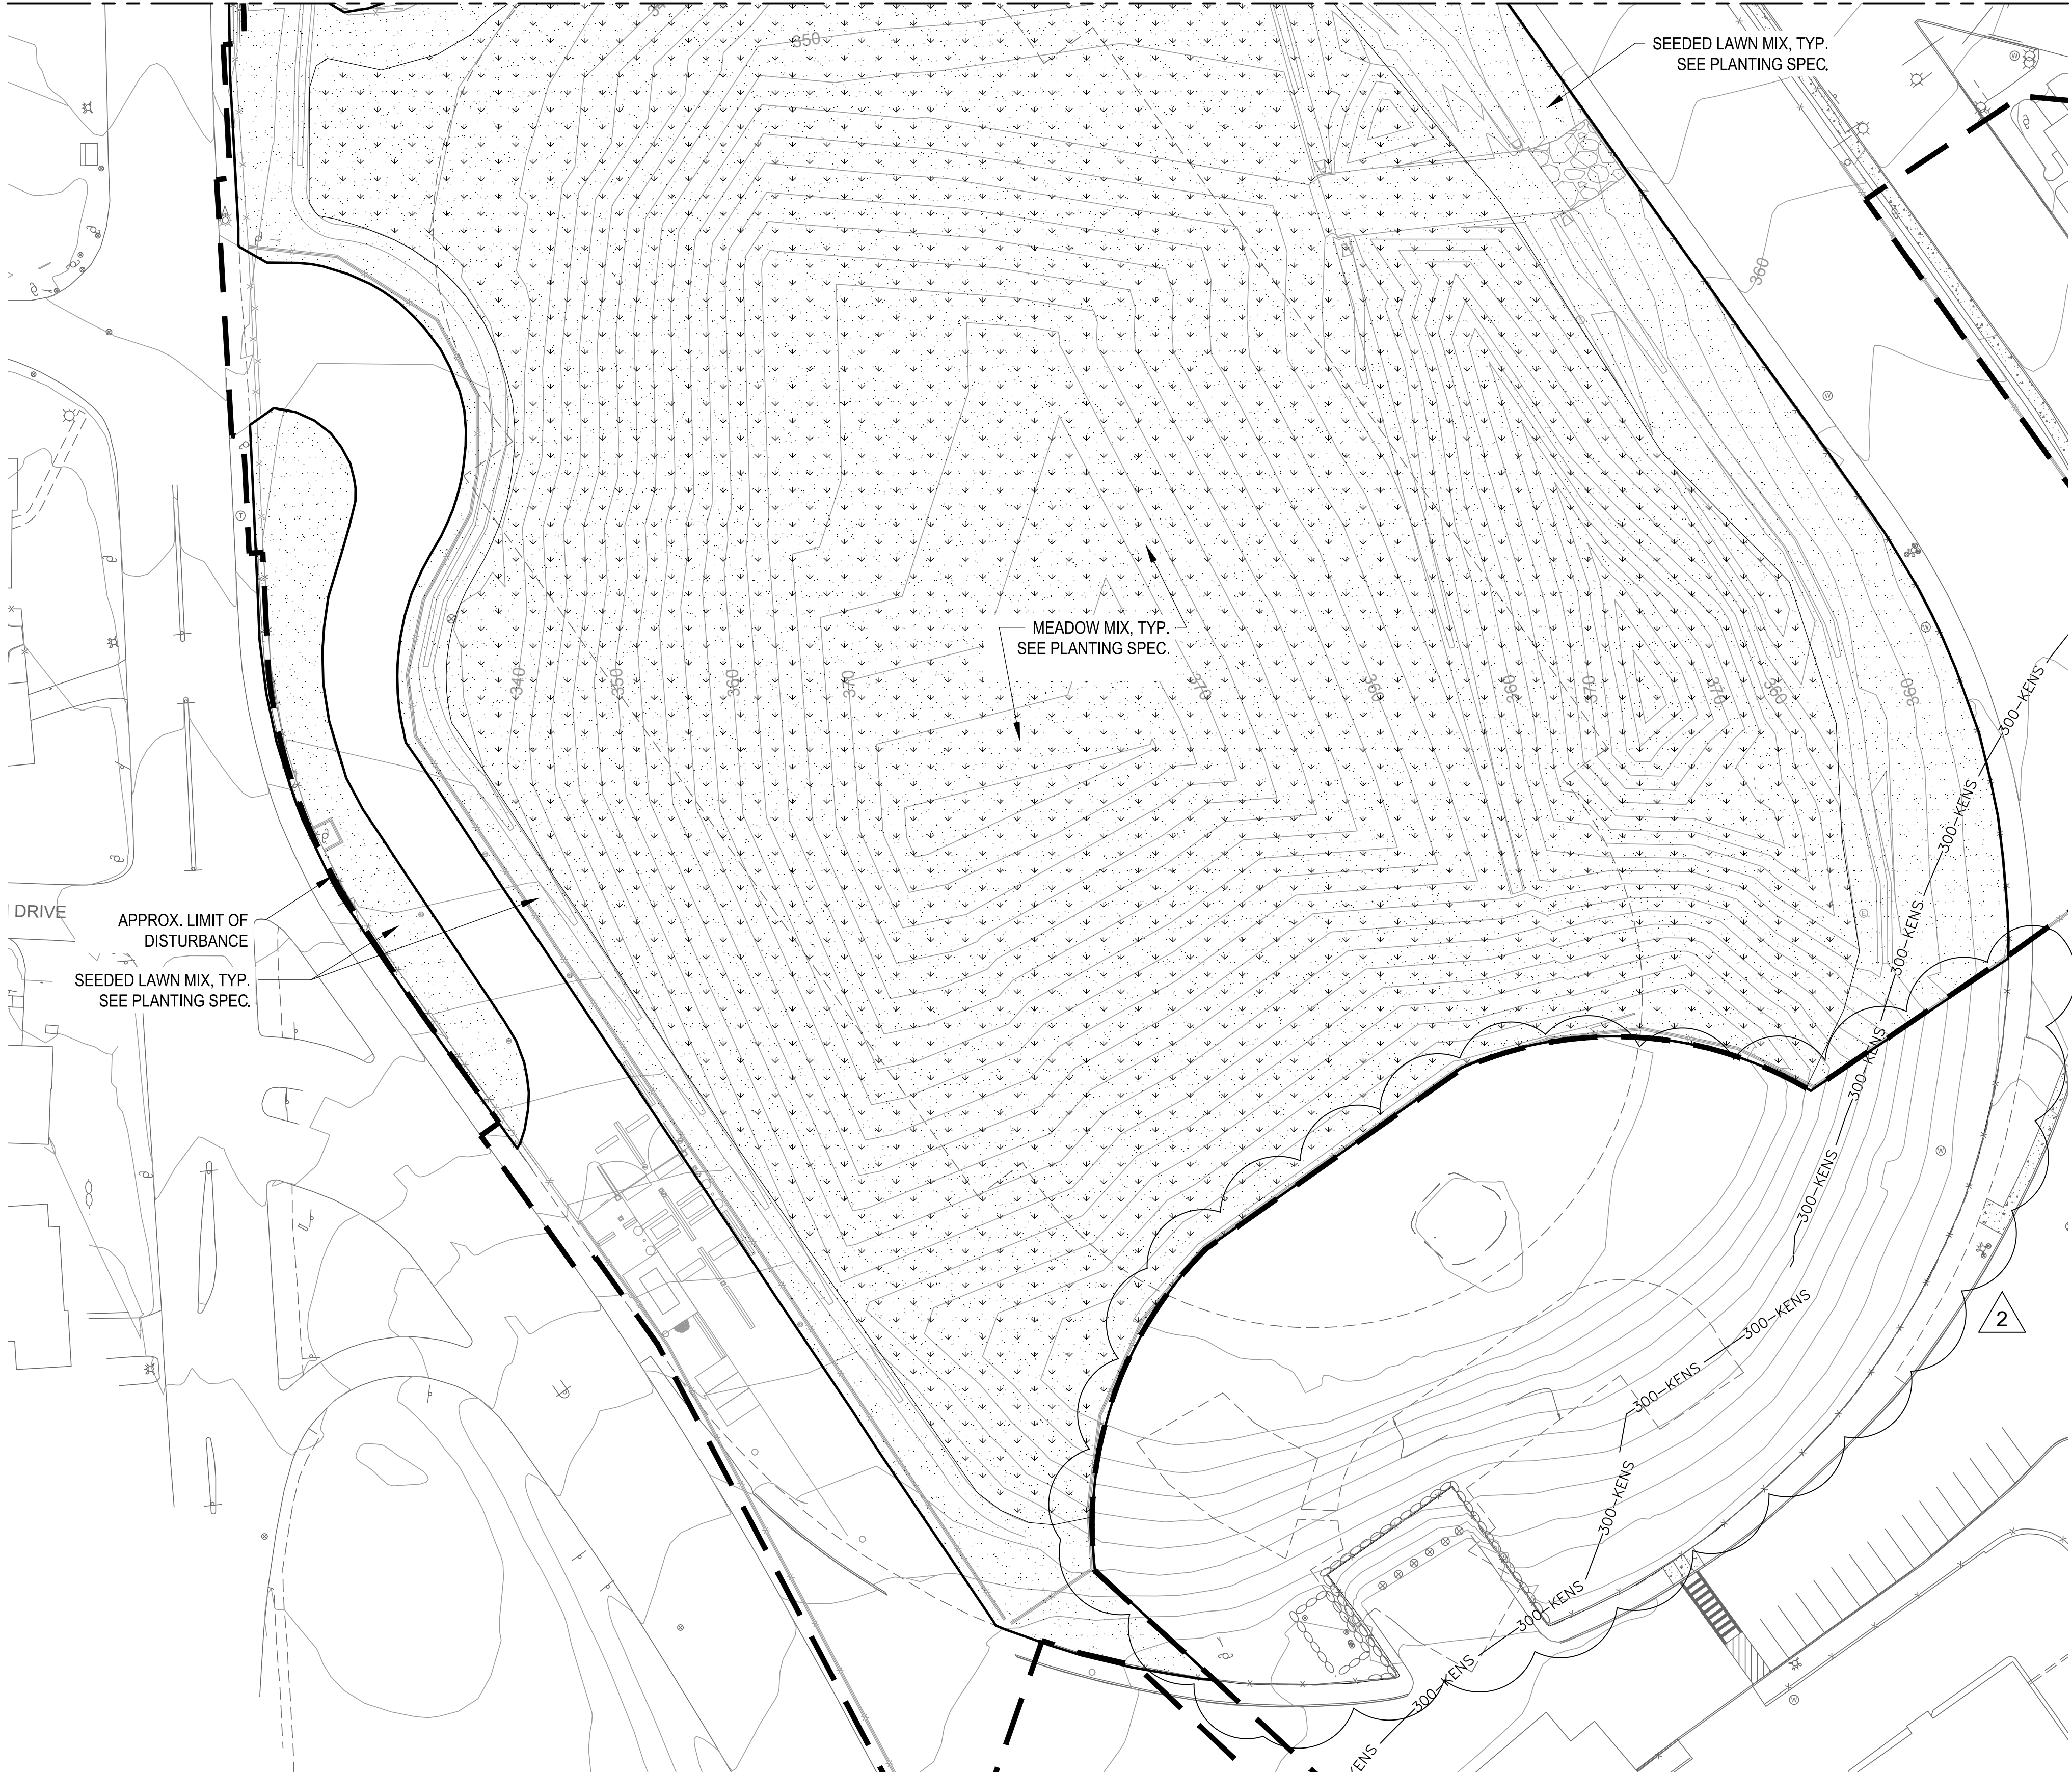 350
SEEDED LAWN MIX, TYP.
SEE PLANTING SPEC.
360
MEADOW MIX, TYP.
SEE PLANTING SPEC.
340
350
360
370
370
360
360
370
370
360
360
DRIVE
APPROX. LIMIT OF
DISTURBANCE
SEEDED LAWN MIX, TYP.
SEE PLANTING SPEC.
300-KENS
300-KENS
300-KENS
300-KENS
300-KENS
300-KENS
300-KENS
300-KENS
300-KENS
300-KENS
300-KENS
300-KENS
KENS
2
W
W
W
W
W
T
E